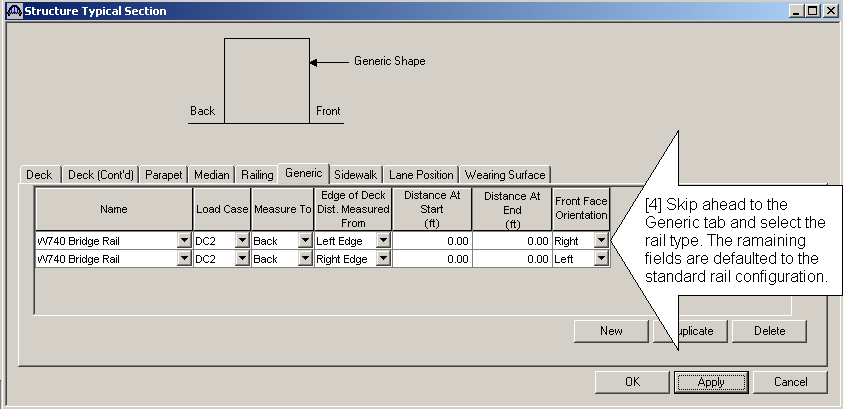 Structure Typical Section
Generic Shape
Back
Front
Deck
Deck (Cont'd)
Parapet
Median
Railing
Generic
Sidewalk
Lane Position
Wearing Surface
Name
Load Case
Measure To
Edge of Deck
Dist. Measured
From
Distance At
Start
(ft)
Distance At
End
(ft)
Front Face
Orientation
W740 Bridge Rail DC2 Back Left Edge 0.00 0.00 Right
W740 Bridge Rail DC2 Back Right Edge 0.00 0.00 Left
[4] Skip ahead to the
Generic tab and select the
rail type. The ramaining
fields are defaulted to the
standard rail configuration.
New
uplicate
Delete
OK
Apply
Cancel